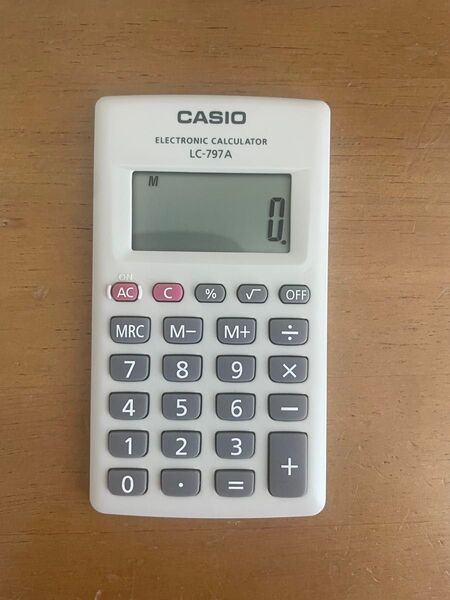 CASIO
ELECTRONIC CALCULATOR
LC-797A
M
0.
ON
AC C % √ OFF
MRC M− M+ ÷
7 8 9 ×
4 5 6 −
1 2 3 +
0 · =